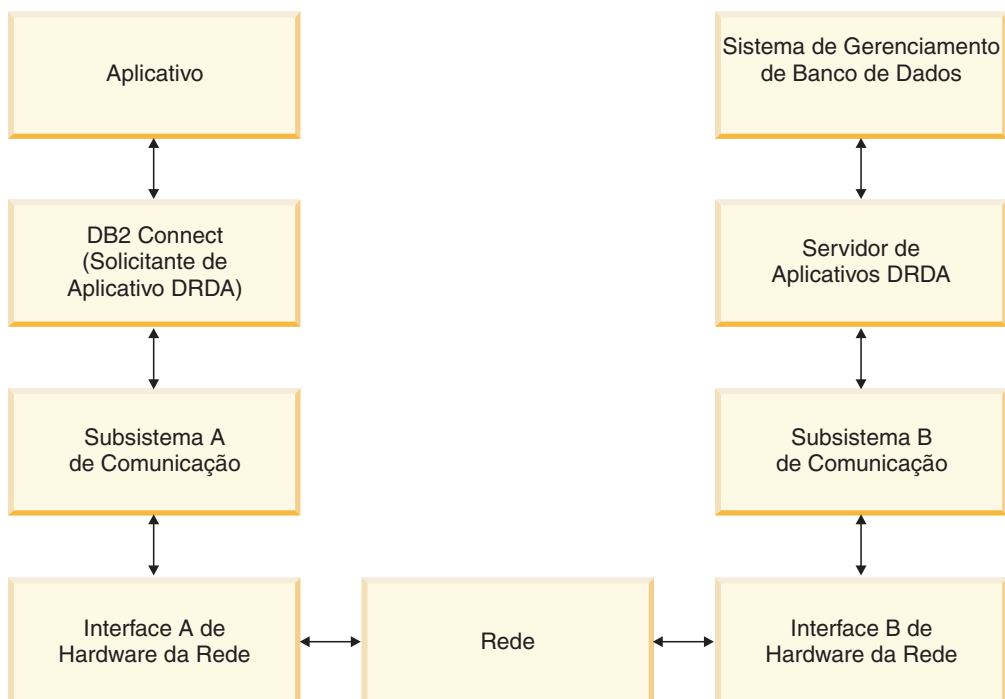 Aplicativo
Sistema de Gerenciamento
de Banco de Dados
DB2 Connect
(Solicitante de
Aplicativo DRDA)
Servidor de
Aplicativos DRDA
Subsistema A
de Comunicação
Subsistema B
de Comunicação
Interface A de
Hardware da Rede
Rede
Interface B de
Hardware da Rede